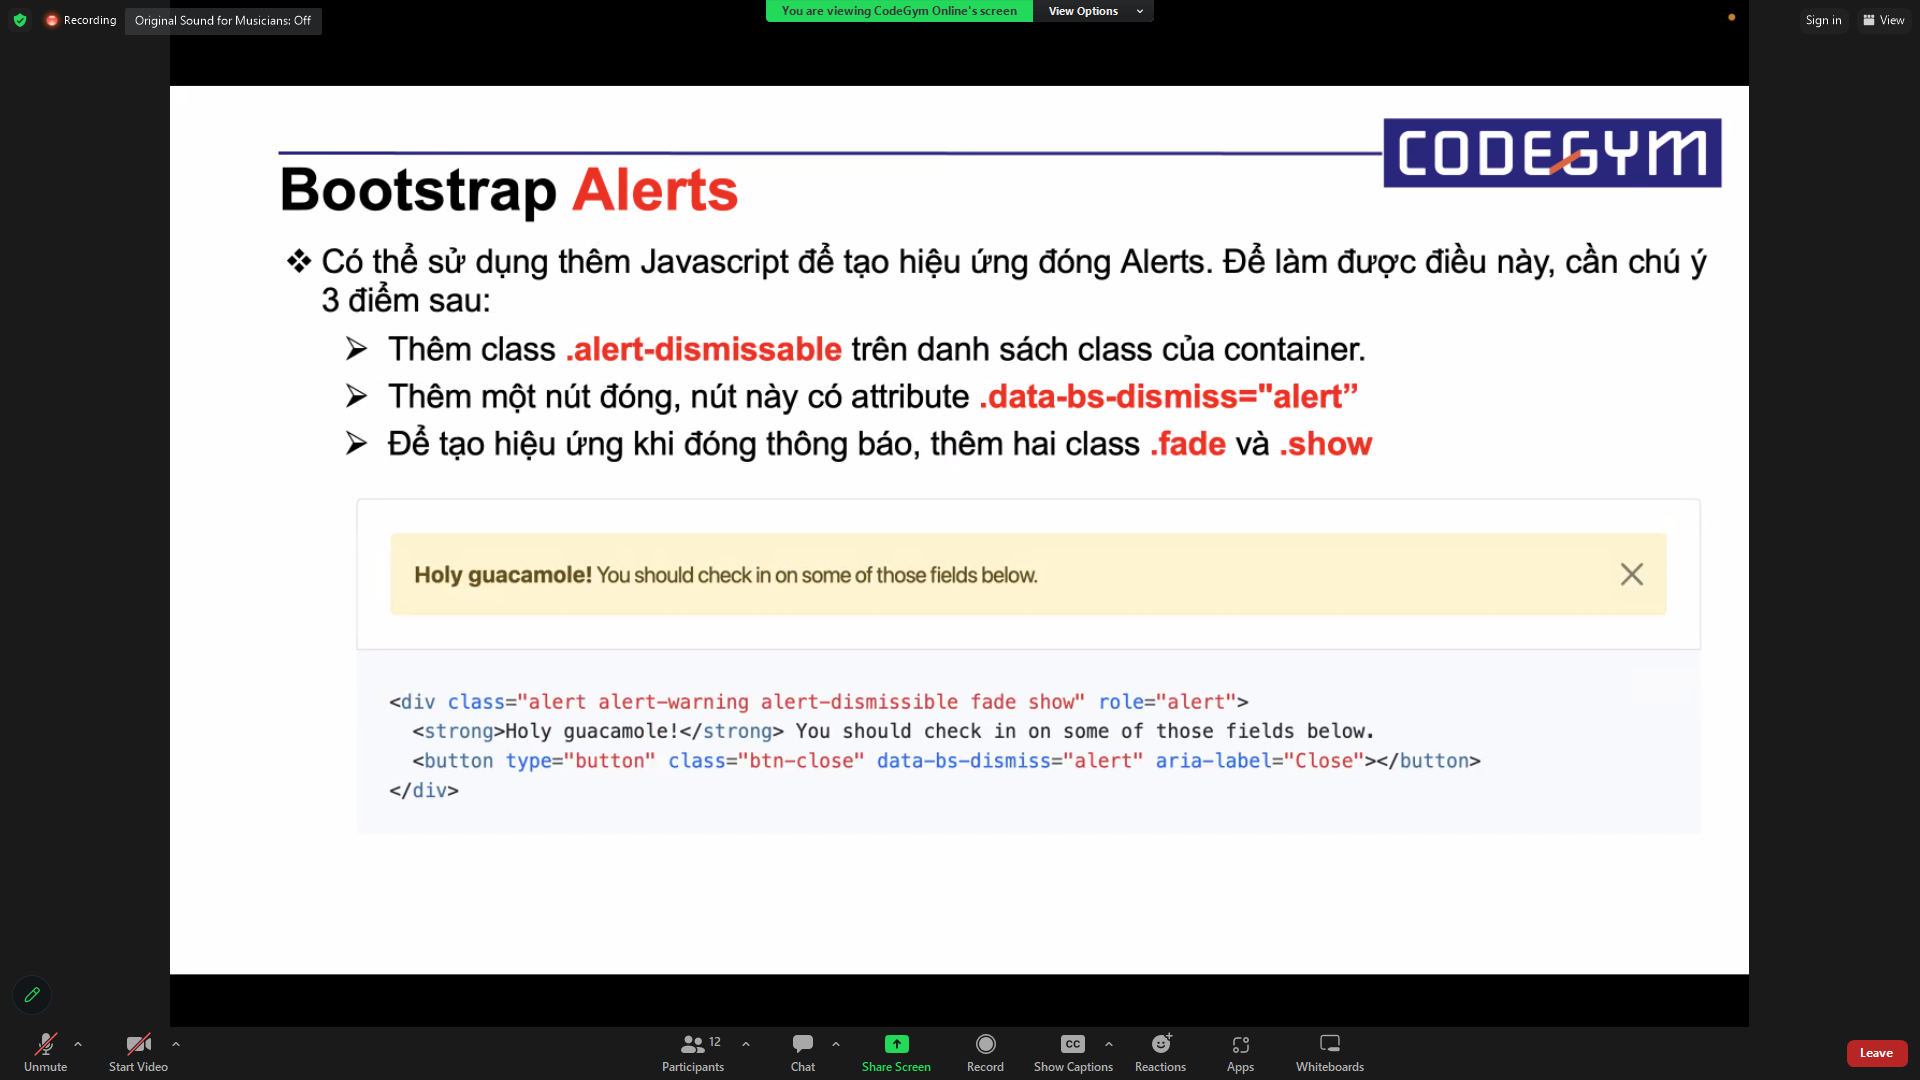 Recording
Original Sound for Musicians: Off
You are viewing CodeGym Online's screen
View Options
Sign in
View
CODEGYM
Bootstrap Alerts
❖ Có thể sử dụng thêm Javascript để tạo hiệu ứng đóng Alerts. Để làm được điều này, cần chú ý
3 điểm sau:
➢ Thêm class .alert-dismissable trên danh sách class của container.
➢ Thêm một nút đóng, nút này có attribute .data-bs-dismiss="alert”
➢ Để tạo hiệu ứng khi đóng thông báo, thêm hai class .fade và .show
Holy guacamole! You should check in on some of those fields below.
<div class="alert alert-warning alert-dismissible fade show" role="alert">
<strong>Holy guacamole!</strong> You should check in on some of those fields below.
<button type="button" class="btn-close" data-bs-dismiss="alert" aria-label="Close"></button>
</div>
Unmute
Start Video
12
Participants
Chat
Share Screen
Record
CC
Show Captions
Reactions
Apps
Whiteboards
Leave